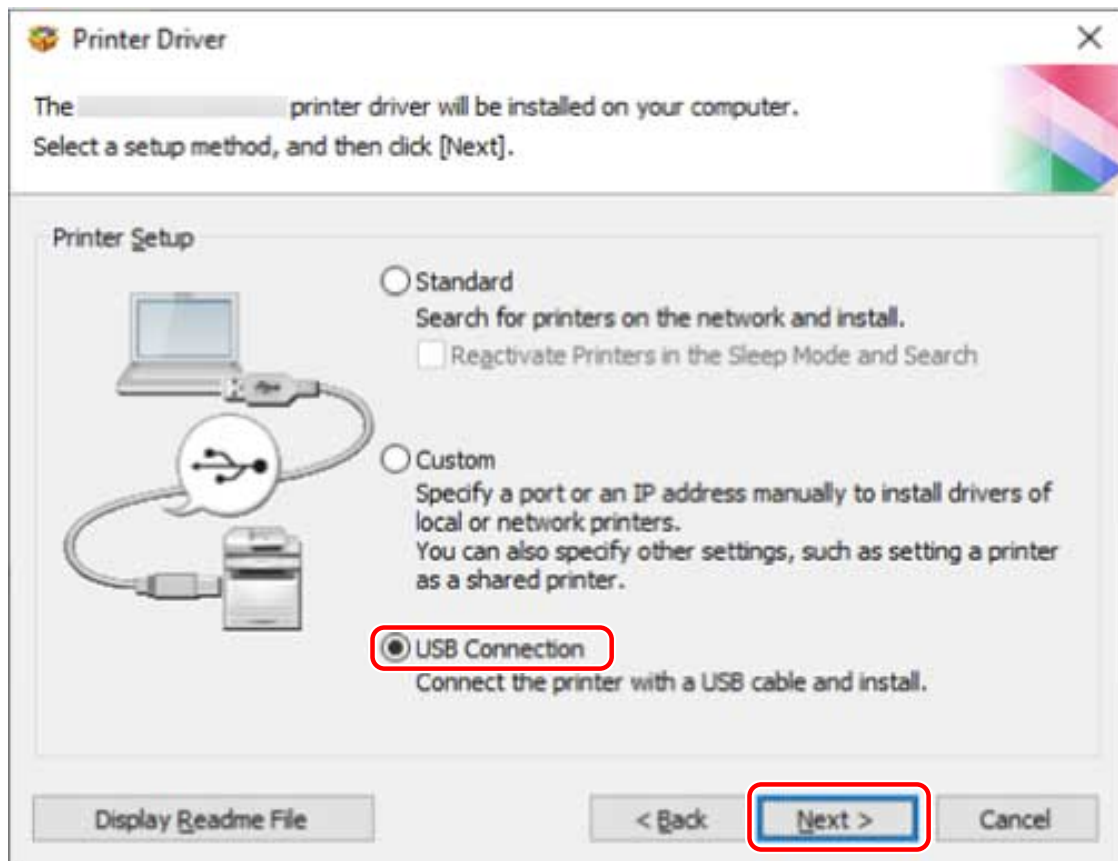 Printer Driver
The printer driver will be installed on your computer.
Select a setup method, and then click [Next].
Printer Setup
Standard
Search for printers on the network and install.
Reactivate Printers in the Sleep Mode and Search
Custom
Specify a port or an IP address manually to install drivers of
local or network printers.
You can also specify other settings, such as setting a printer
as a shared printer.
USB Connection
Connect the printer with a USB cable and install.
Display Readme File
< Back
Next >
Cancel